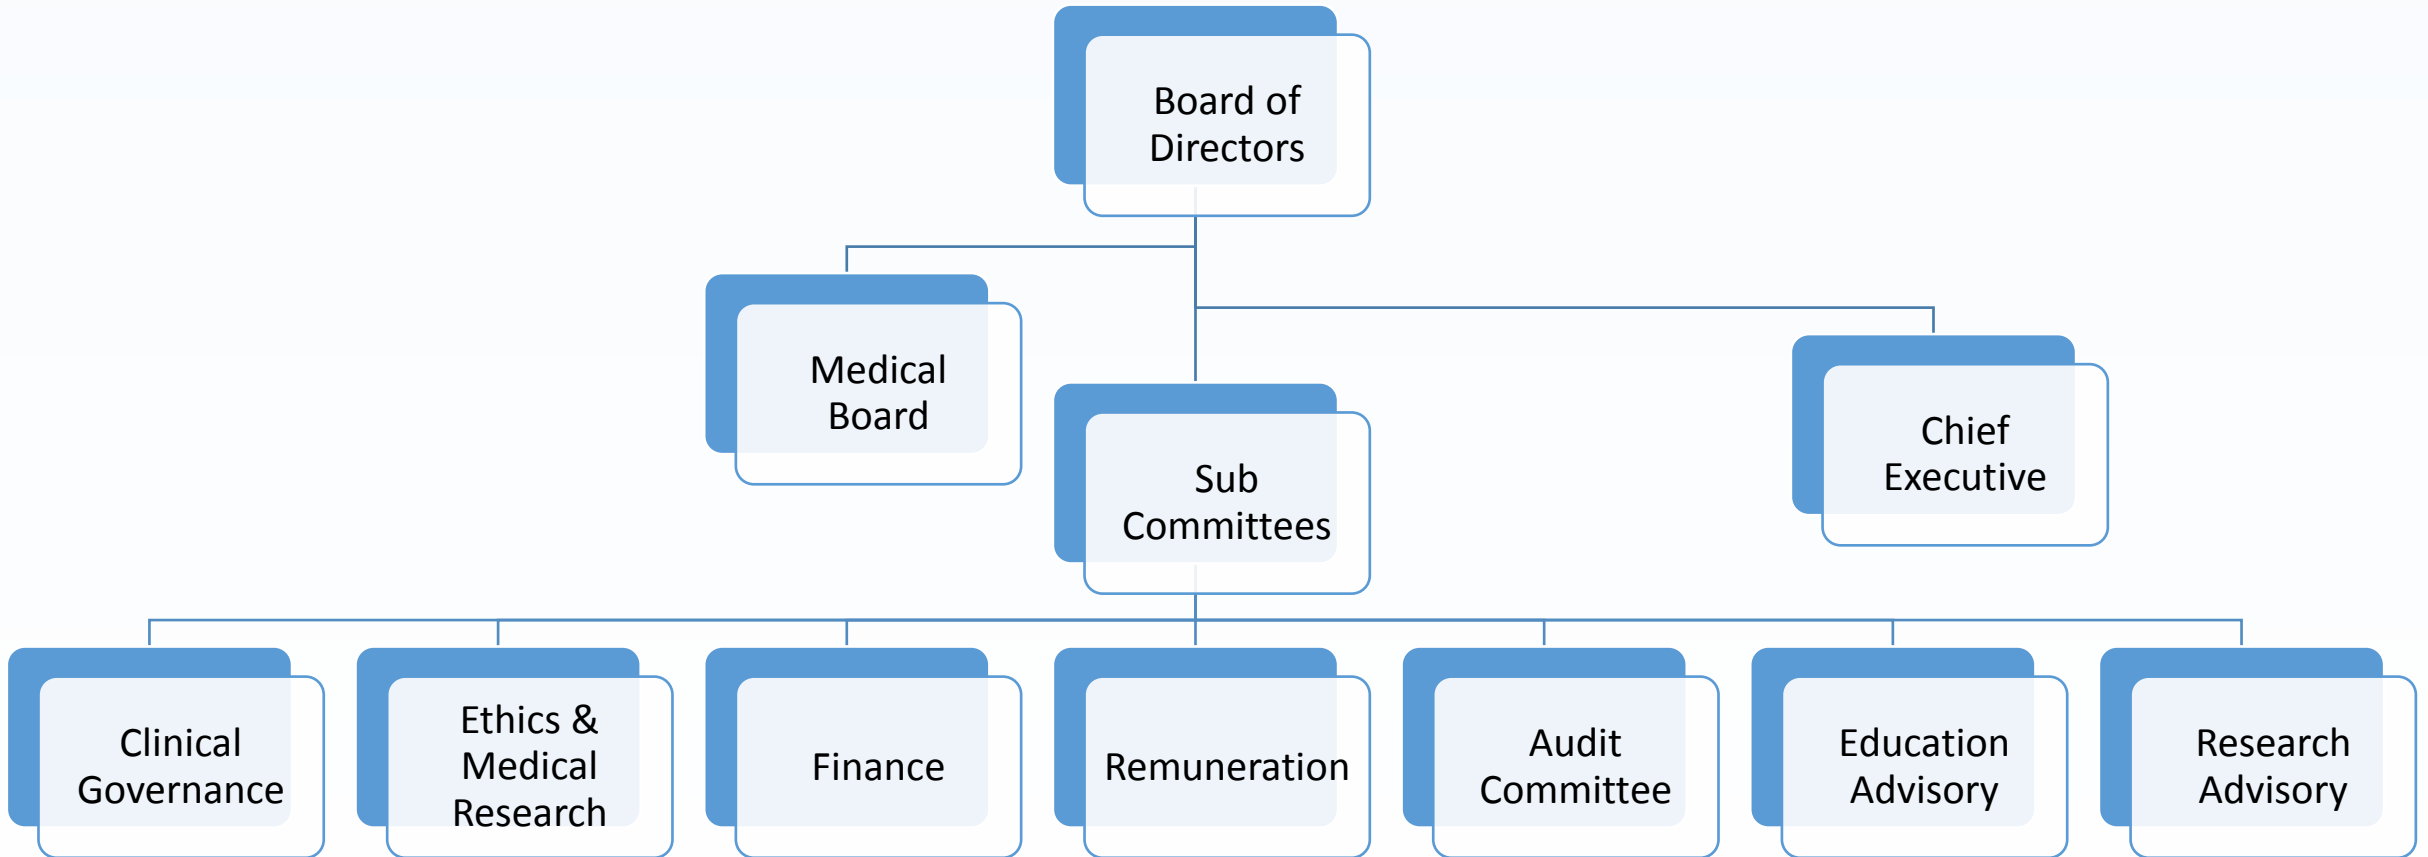 Board of
Directors
Medical
Board
Sub
Committees
Chief
Executive
Clinical
Governance
Ethics &
Medical
Research
Finance
Remuneration
Audit
Committee
Education
Advisory
Research
Advisory